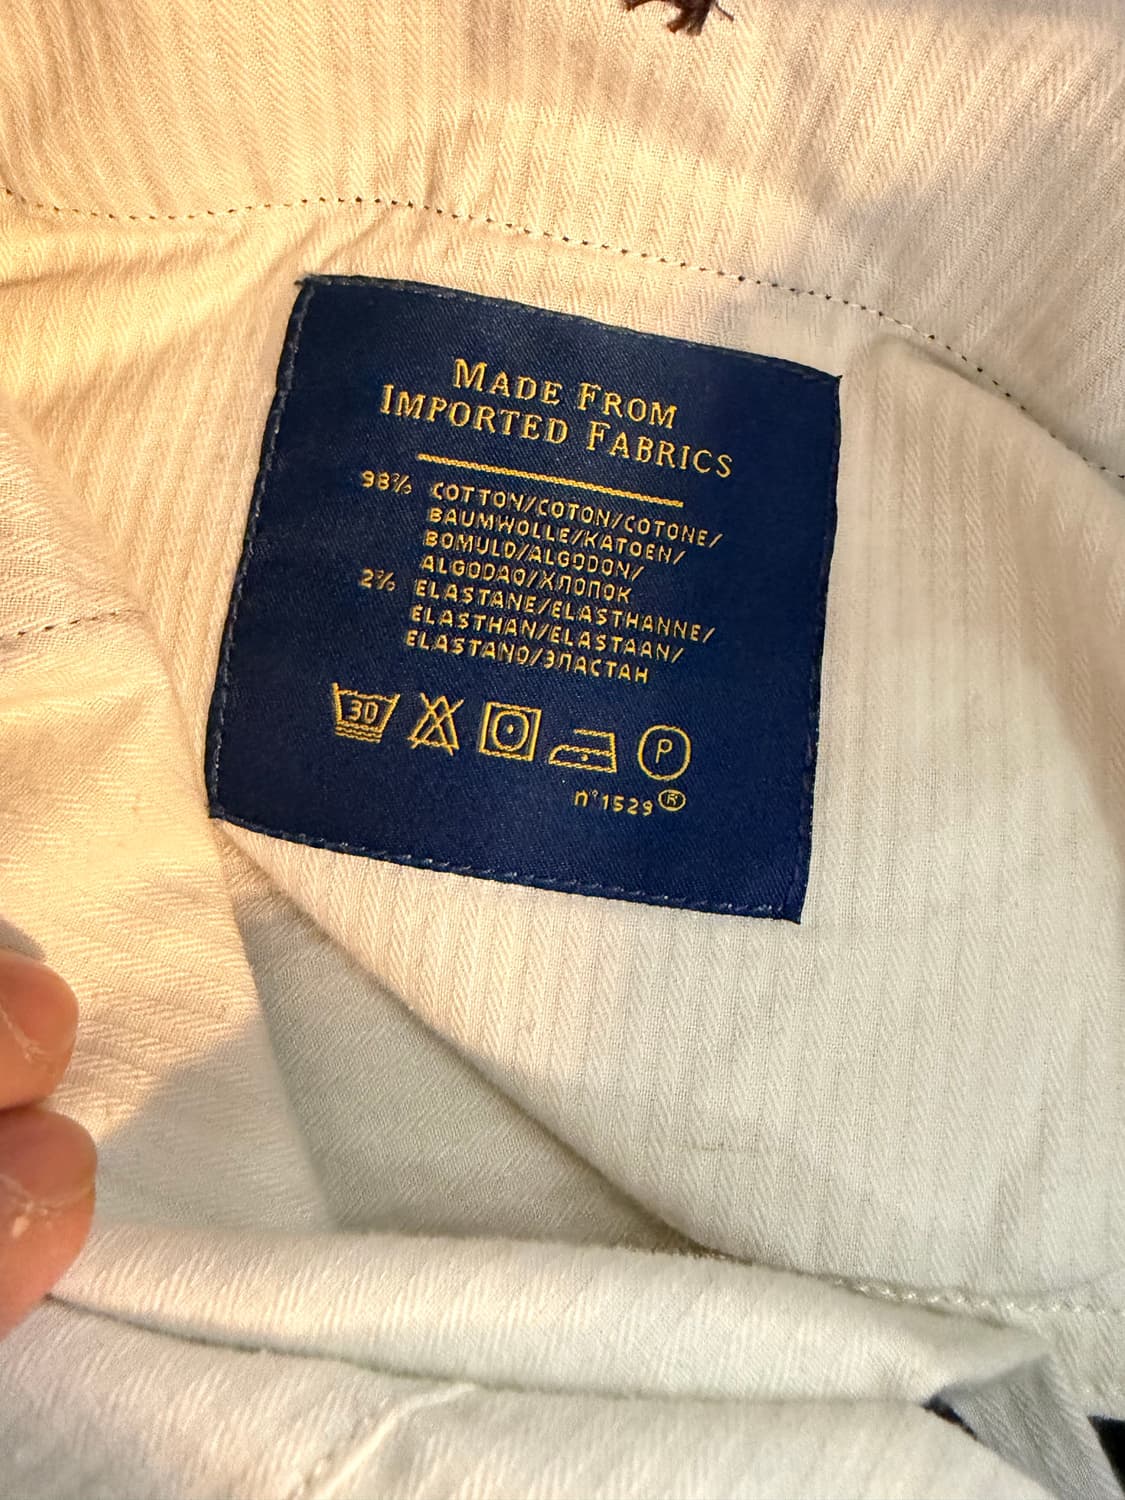 MADE FROM
IMPORTED FABRICS
98% COTTON/COTON/COTONE/
BAUMWOLLE/KATOEN/
BOMULD/ALGODON/
ALGODAO/ХЛОПОК
2% ELASTANE/ELASTHANNE/
ELASTHAN/ELASTAAN/
ELASTANO/ЭЛАСТАН
30 P
n°1529®